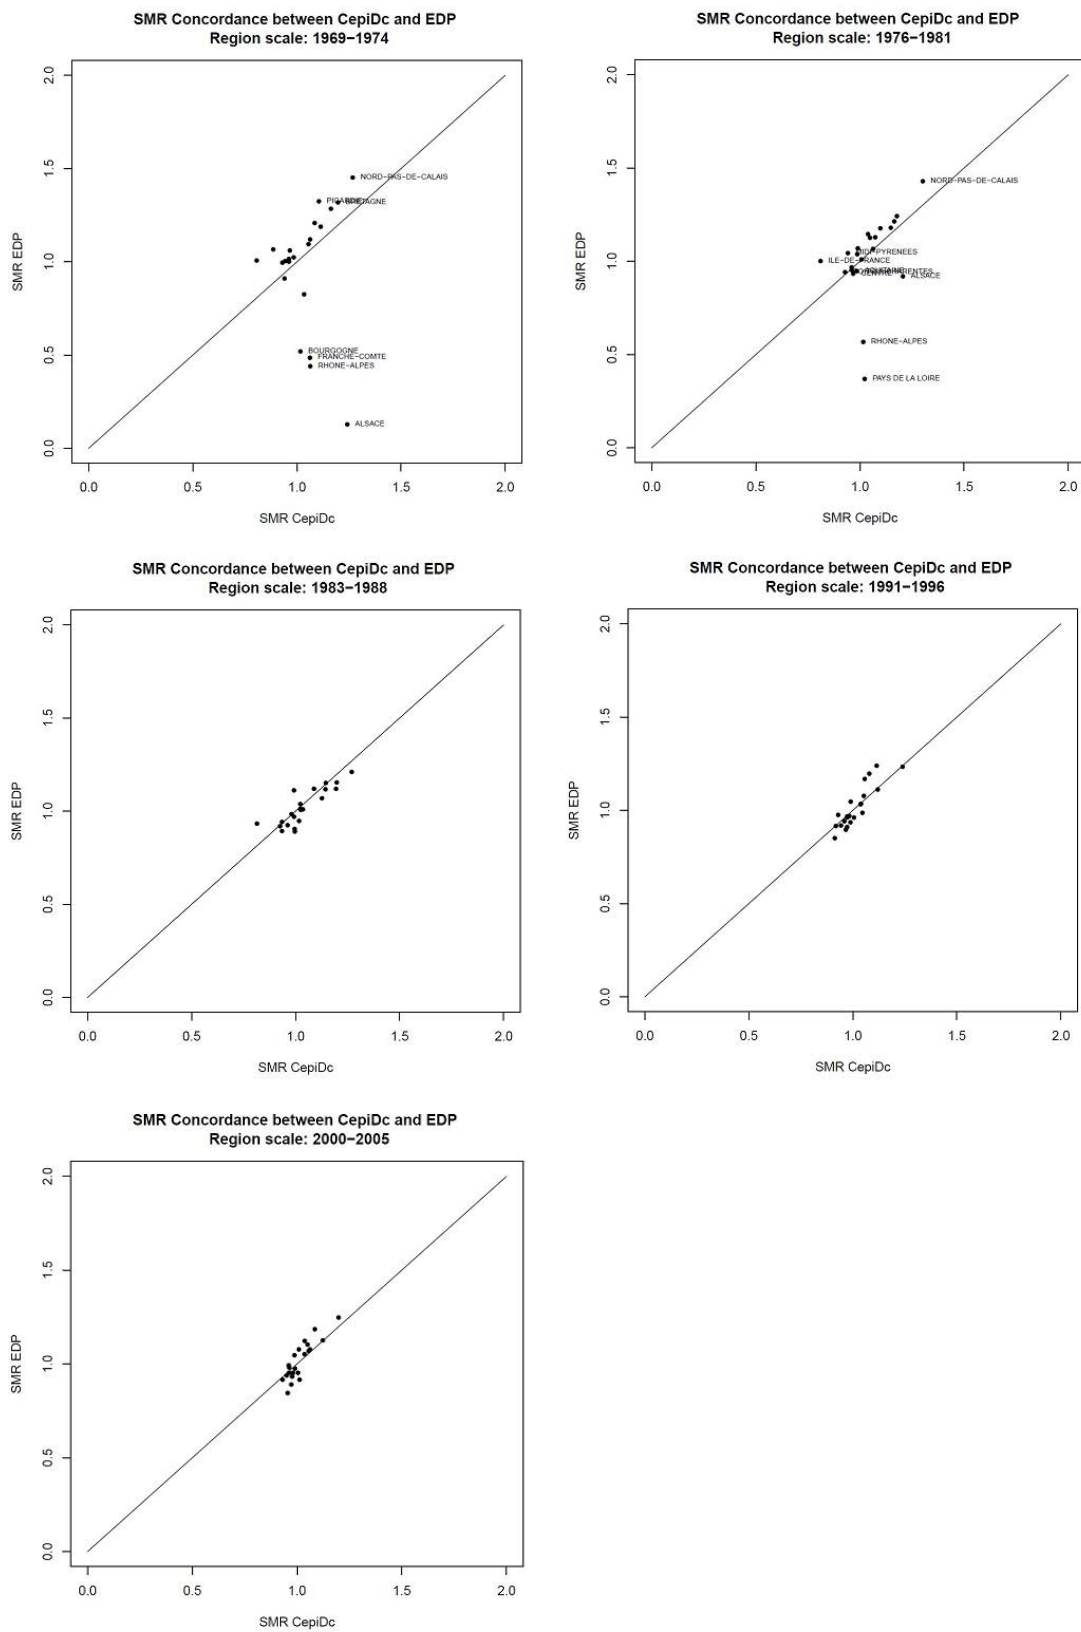 SMR Concordance between CepiDc and EDP
Region scale: 1969−1974
SMR EDP
2.0
1.5
1.0
0.5
0.0
NORD−PAS−DE−CALAIS
BOURGOGNE
FRANCHE−COMTE
RHONE−ALPES
ALSACE
0.0 0.5 1.0 1.5 2.0
SMR CepiDc
SMR Concordance between CepiDc and EDP
Region scale: 1976−1981
SMR EDP
2.0
1.5
1.0
0.5
0.0
NORD−PAS−DE−CALAIS
MIDI−PYRENEES
ILE−DE−FRANCE
ALSACE
RHONE−ALPES
PAYS DE LA LOIRE
0.0 0.5 1.0 1.5 2.0
SMR CepiDc
SMR Concordance between CepiDc and EDP
Region scale: 1983−1988
SMR EDP
2.0
1.5
1.0
0.5
0.0
0.0 0.5 1.0 1.5 2.0
SMR CepiDc
SMR Concordance between CepiDc and EDP
Region scale: 1991−1996
SMR EDP
2.0
1.5
1.0
0.5
0.0
0.0 0.5 1.0 1.5 2.0
SMR CepiDc
SMR Concordance between CepiDc and EDP
Region scale: 2000−2005
SMR EDP
2.0
1.5
1.0
0.5
0.0
0.0 0.5 1.0 1.5 2.0
SMR CepiDc